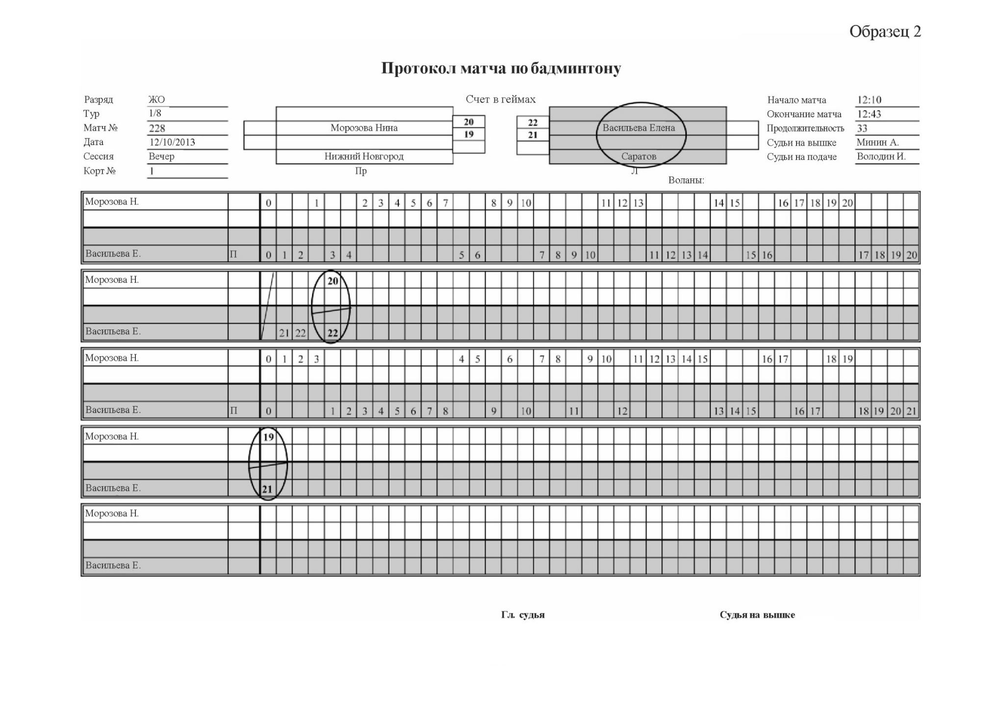 Образец 2
Протокол матча по бадминтону
Разряд ЖО Счет в геймах Начало матча 12:10
Тур 1/8 Окончание матча 12:43
20 22
Матч № 228 Морозова Нина Васильева Елена Продолжительность 33
19 21
Дата 12/10/2013 Судьи на вышке Минин А.
Сессия Вечер Нижний Новгород Саратов Судьи на подаче Володин И.
Корт № 1 Пр Л
Воланы:
Морозова Н. 0 1 2 3 4 5 6 7 8 9 10 11 12 13 14 15 16 17 18 19 20
Васильева Е. П 0 1 2 3 4 5 6 7 8 9 10 11 12 13 14 15 16 17 18 19 20
Морозова Н. 20
Васильева Е. 21 22 22
Морозова Н. 0 1 2 3 4 5 6 7 8 9 10 11 12 13 14 15 16 17 18 19
Васильева Е. П 0 1 2 3 4 5 6 7 8 9 10 11 12 13 14 15 16 17 18 19 20 21
Морозова Н. 19
Васильева Е. 21
Морозова Н.
Васильева Е.
Гл. судья Судья на вышке